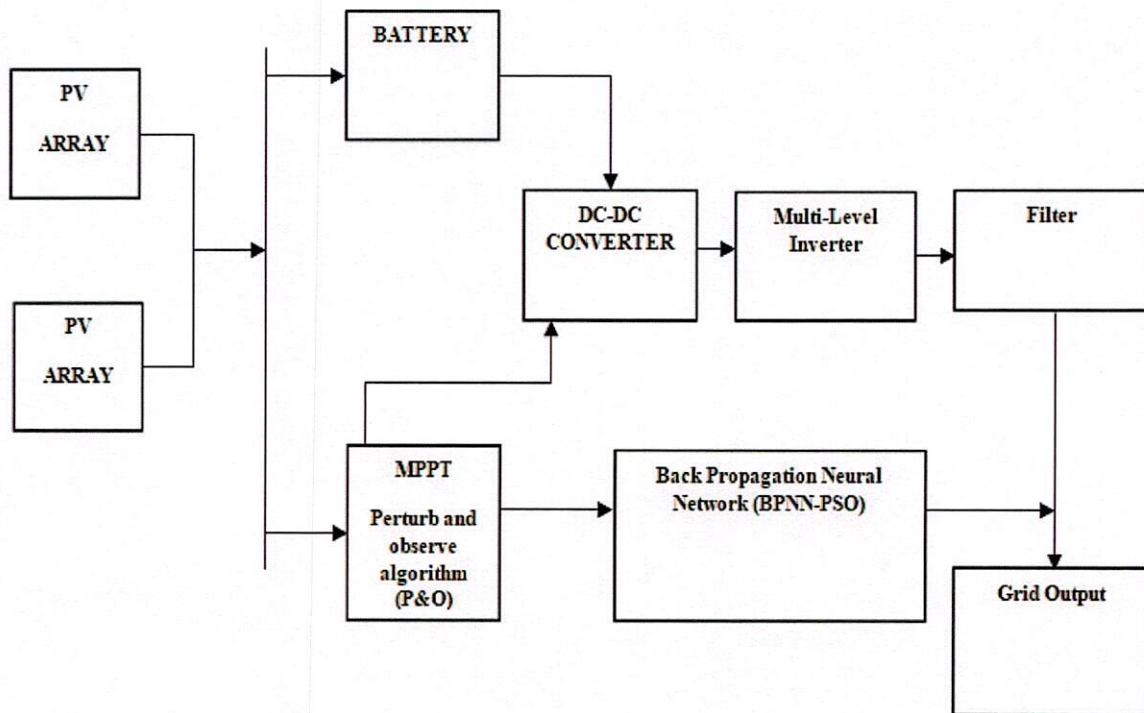 BATTERY
PV
ARRAY
DC-DC
CONVERTER
Multi-Level
Inverter
Filter
PV
ARRAY
MPPT
Perturb and
observe
algorithm
(P&O)
Back Propagation Neural
Network (BPNN-PSO)
Grid Output